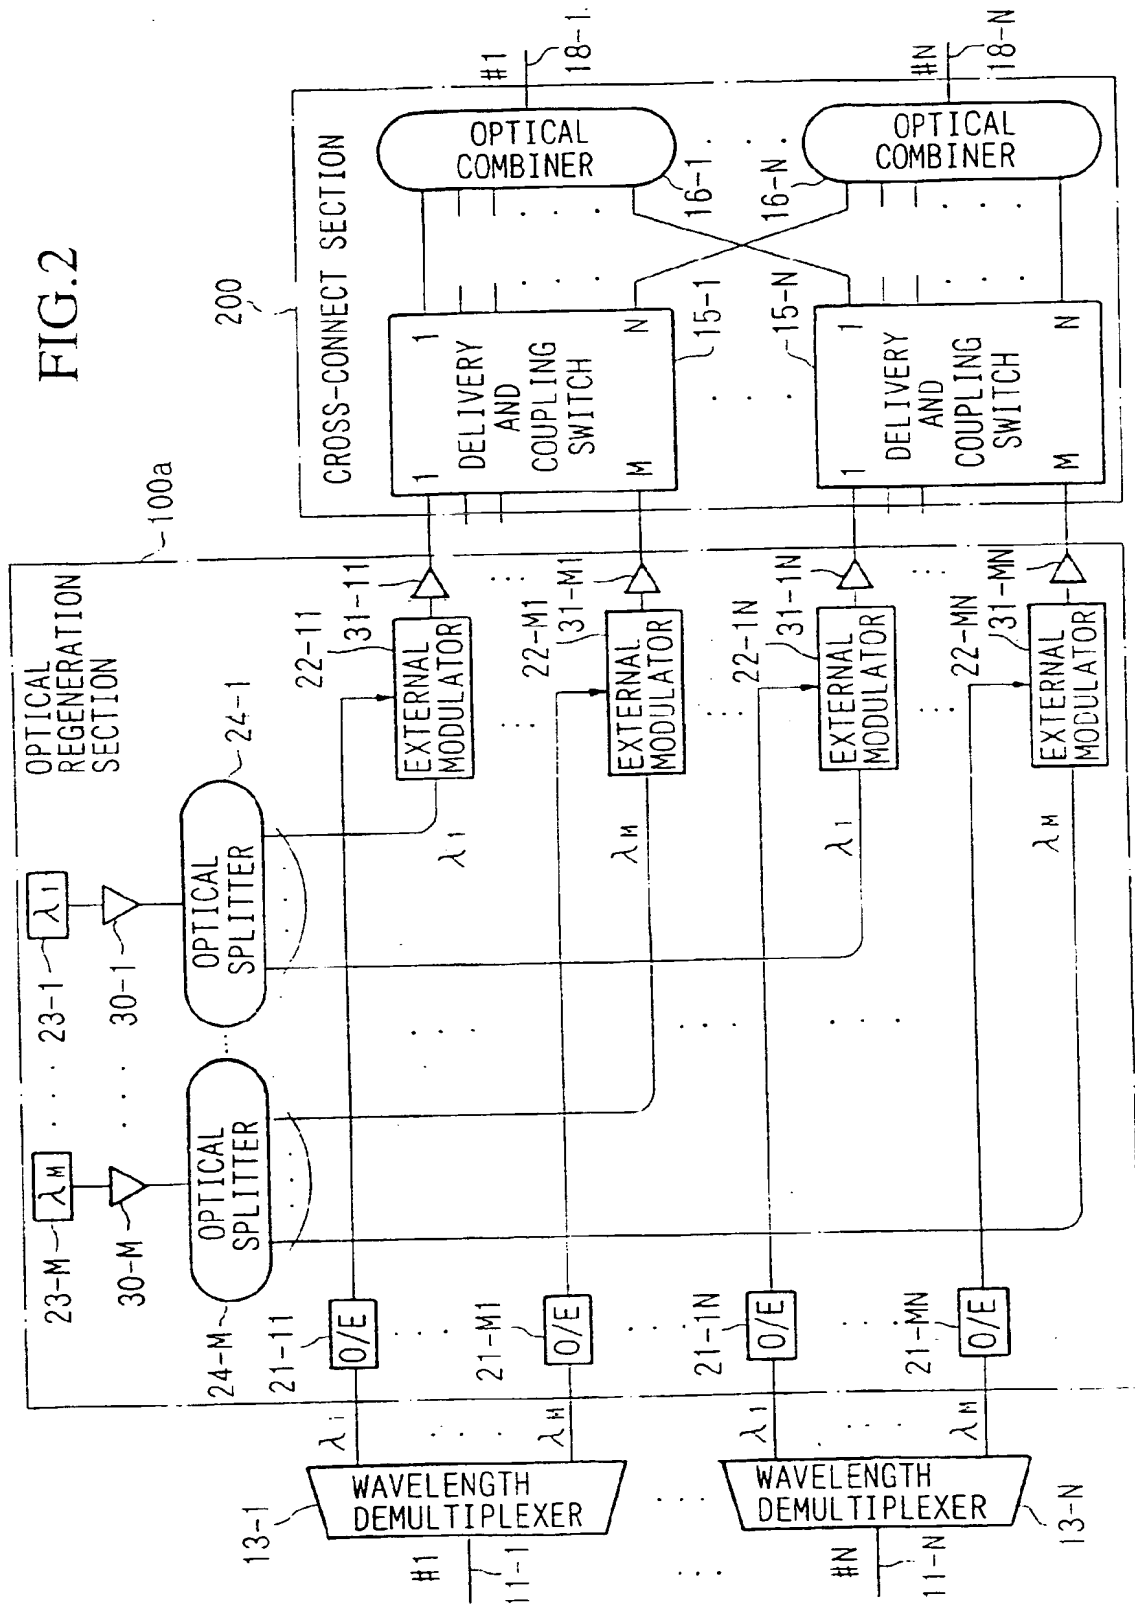 FIG.2
OPTICAL
REGENERATION
SECTION
100a
200
CROSS-CONNECT SECTION
23-M
λM
. . .
23-1
λ1
30-M
. . .
30-1
24-M
OPTICAL
SPLITTER
...
OPTICAL
SPLITTER
24-1
#1
11-1
13-1
WAVELENGTH
DEMULTIPLEXER
λ1
. . . .
λM
21-11
O/E
. . . .
21-M1
O/E
λ1
λM
22-11
EXTERNAL
MODULATOR
31-11
...
22-M1
EXTERNAL
MODULATOR
31-M1
1
M
DELIVERY
AND
COUPLING
SWITCH
1
N
15-1
OPTICAL
COMBINER
16-1
#1
18-1
. . .
#N
11-N
13-N
WAVELENGTH
DEMULTIPLEXER
λ1
. . . .
λM
21-1N
O/E
. . . .
21-MN
O/E
λ1
λM
22-1N
EXTERNAL
MODULATOR
31-1N
...
22-MN
EXTERNAL
MODULATOR
31-MN
1
M
DELIVERY
AND
COUPLING
SWITCH
1
N
15-N
OPTICAL
COMBINER
16-N
#N
18-N